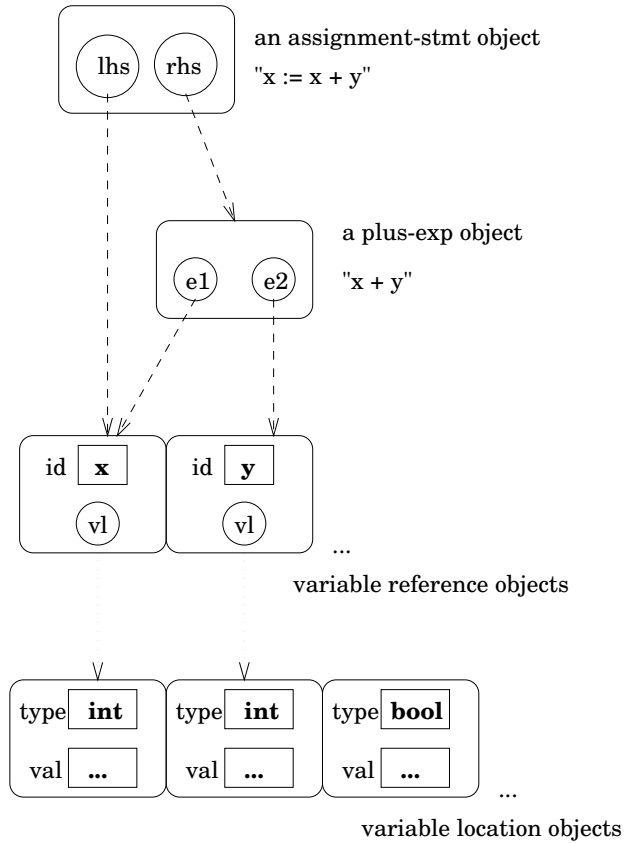 an assignment-stmt object
lhs rhs
"x := x + y"
a plus-exp object
e1 e2
"x + y"
id x id y
vl vl
...
variable reference objects
type int type int type bool
val ... val ... val ...
...
variable location objects